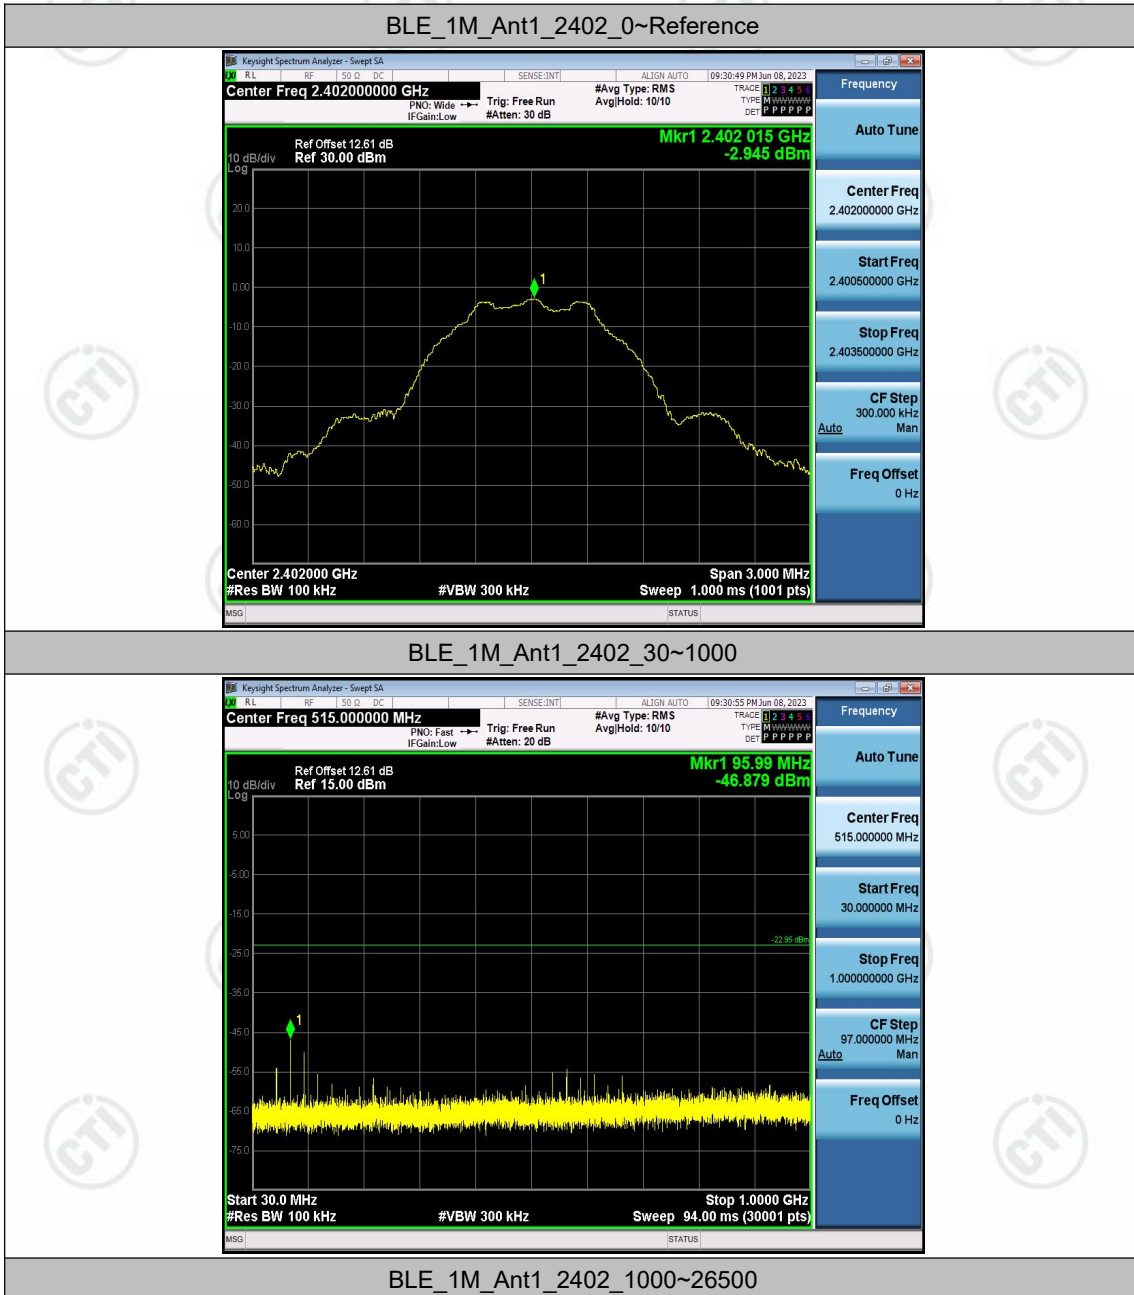 BLE_1M_Ant1_2402_0~Reference
Keysight Spectrum Analyzer - Swept SA
LXI RL RF 50 Ω DC SENSE:INT ALIGN AUTO 09:30:49 PM Jun 08, 2023
Center Freq 2.402000000 GHz
PNO: Wide
IFGain:Low
Trig: Free Run
#Atten: 30 dB
#Avg Type: RMS
Avg|Hold: 10/10
TRACE 1 2 3 4 5 6
TYPE M WWWWW
DET P P P P P P
Frequency
Mkr1 2.402 015 GHz
-2.945 dBm
Ref Offset 12.61 dB
10 dB/div Ref 30.00 dBm
Log
20.0
10.0
0.00
-10.0
-20.0
-30.0
-40.0
-50.0
-60.0
1
Center 2.402000 GHz Span 3.000 MHz
#Res BW 100 kHz #VBW 300 kHz Sweep 1.000 ms (1001 pts)
MSG STATUS
Auto Tune
Center Freq
2.402000000 GHz
Start Freq
2.400500000 GHz
Stop Freq
2.403500000 GHz
CF Step
300.000 kHz
Auto Man
Freq Offset
0 Hz
BLE_1M_Ant1_2402_30~1000
Keysight Spectrum Analyzer - Swept SA
LXI RL RF 50 Ω DC SENSE:INT ALIGN AUTO 09:30:55 PM Jun 08, 2023
Center Freq 515.000000 MHz
PNO: Fast
IFGain:Low
Trig: Free Run
#Atten: 20 dB
#Avg Type: RMS
Avg|Hold: 10/10
TRACE 1 2 3 4 5 6
TYPE M WWWWW
DET P P P P P P
Frequency
Mkr1 95.99 MHz
-46.879 dBm
Ref Offset 12.61 dB
10 dB/div Ref 15.00 dBm
Log
5.00
-5.00
-15.0
-25.0
-35.0
-45.0
-55.0
-65.0
-75.0
-22.95 dBm
1
Start 30.0 MHz Stop 1.0000 GHz
#Res BW 100 kHz #VBW 300 kHz Sweep 94.00 ms (30001 pts)
MSG STATUS
Auto Tune
Center Freq
515.000000 MHz
Start Freq
30.000000 MHz
Stop Freq
1.000000000 GHz
CF Step
97.000000 MHz
Auto Man
Freq Offset
0 Hz
CTI
CTI
CTI
CTI
CTI
CTI
BLE_1M_Ant1_2402_1000~26500